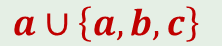 a ∪ {a, b, c}